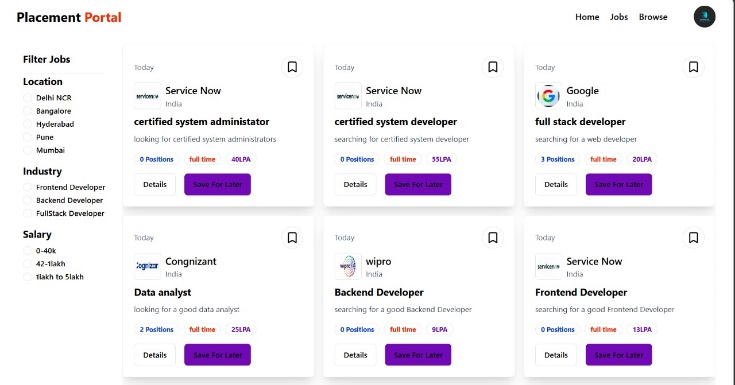 Placement Portal
Home Jobs Browse
Filter Jobs
Location
Delhi NCR
Bangalore
Hyderabad
Pune
Mumbai
Industry
Frontend Developer
Backend Developer
FullStack Developer
Salary
0-40k
42-1lakh
1lakh to 5lakh
Today
servicenow
Service Now
India
certified system administator
looking for certified system administrators
0 Positions full time 40LPA
Details Save For Later
Today
servicenow
Service Now
India
certified system developer
searching for certified system developer
0 Positions full time 55LPA
Details Save For Later
Today
Google
India
full stack developer
searching for a web developer
3 Positions full time 20LPA
Details Save For Later
Today
Congnizant
India
Data analyst
looking for a good data analyst
2 Positions full time 25LPA
Details Save For Later
Today
wipro
wipro
India
Backend Developer
searching for a good Backend Developer
0 Positions full time 9LPA
Details Save For Later
Today
servicenow
Service Now
India
Frontend Developer
searching for a good Frontend Developer
0 Positions full time 13LPA
Details Save For Later